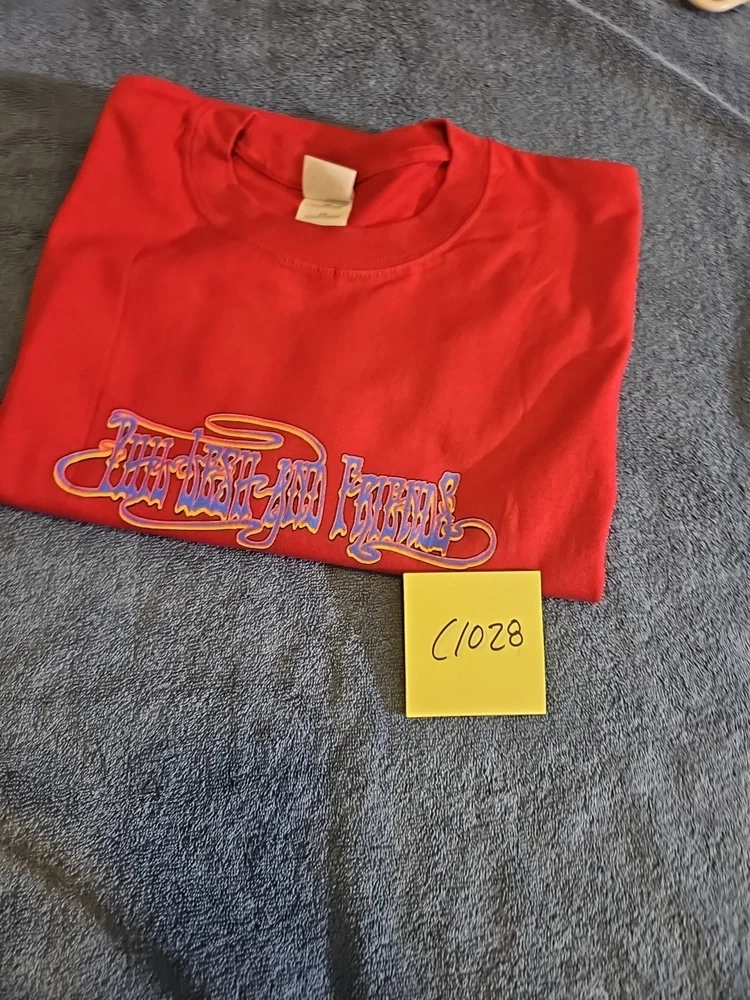 Phil Lesh and Friends
C1028